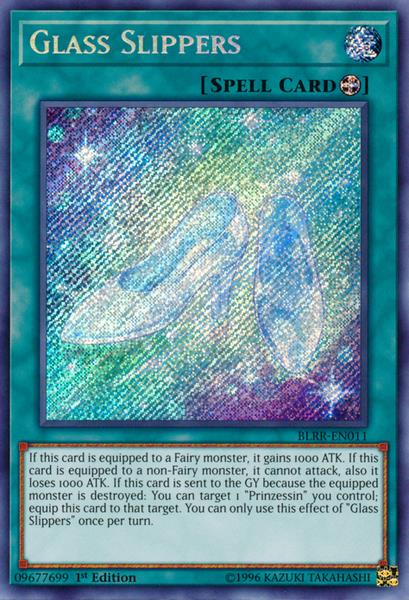 Glass Slippers
[Spell Card]
BLRR-EN011
If this card is equipped to a Fairy monster, it gains 1000 ATK. If this
card is equipped to a non-Fairy monster, it cannot attack, also it
loses 1000 ATK. If this card is sent to the GY because the equipped
monster is destroyed: You can target 1 "Prinzessin" you control;
equip this card to that target. You can only use this effect of "Glass
Slippers" once per turn.
09677699 1st Edition ©1996 KAZUKI TAKAHASHI